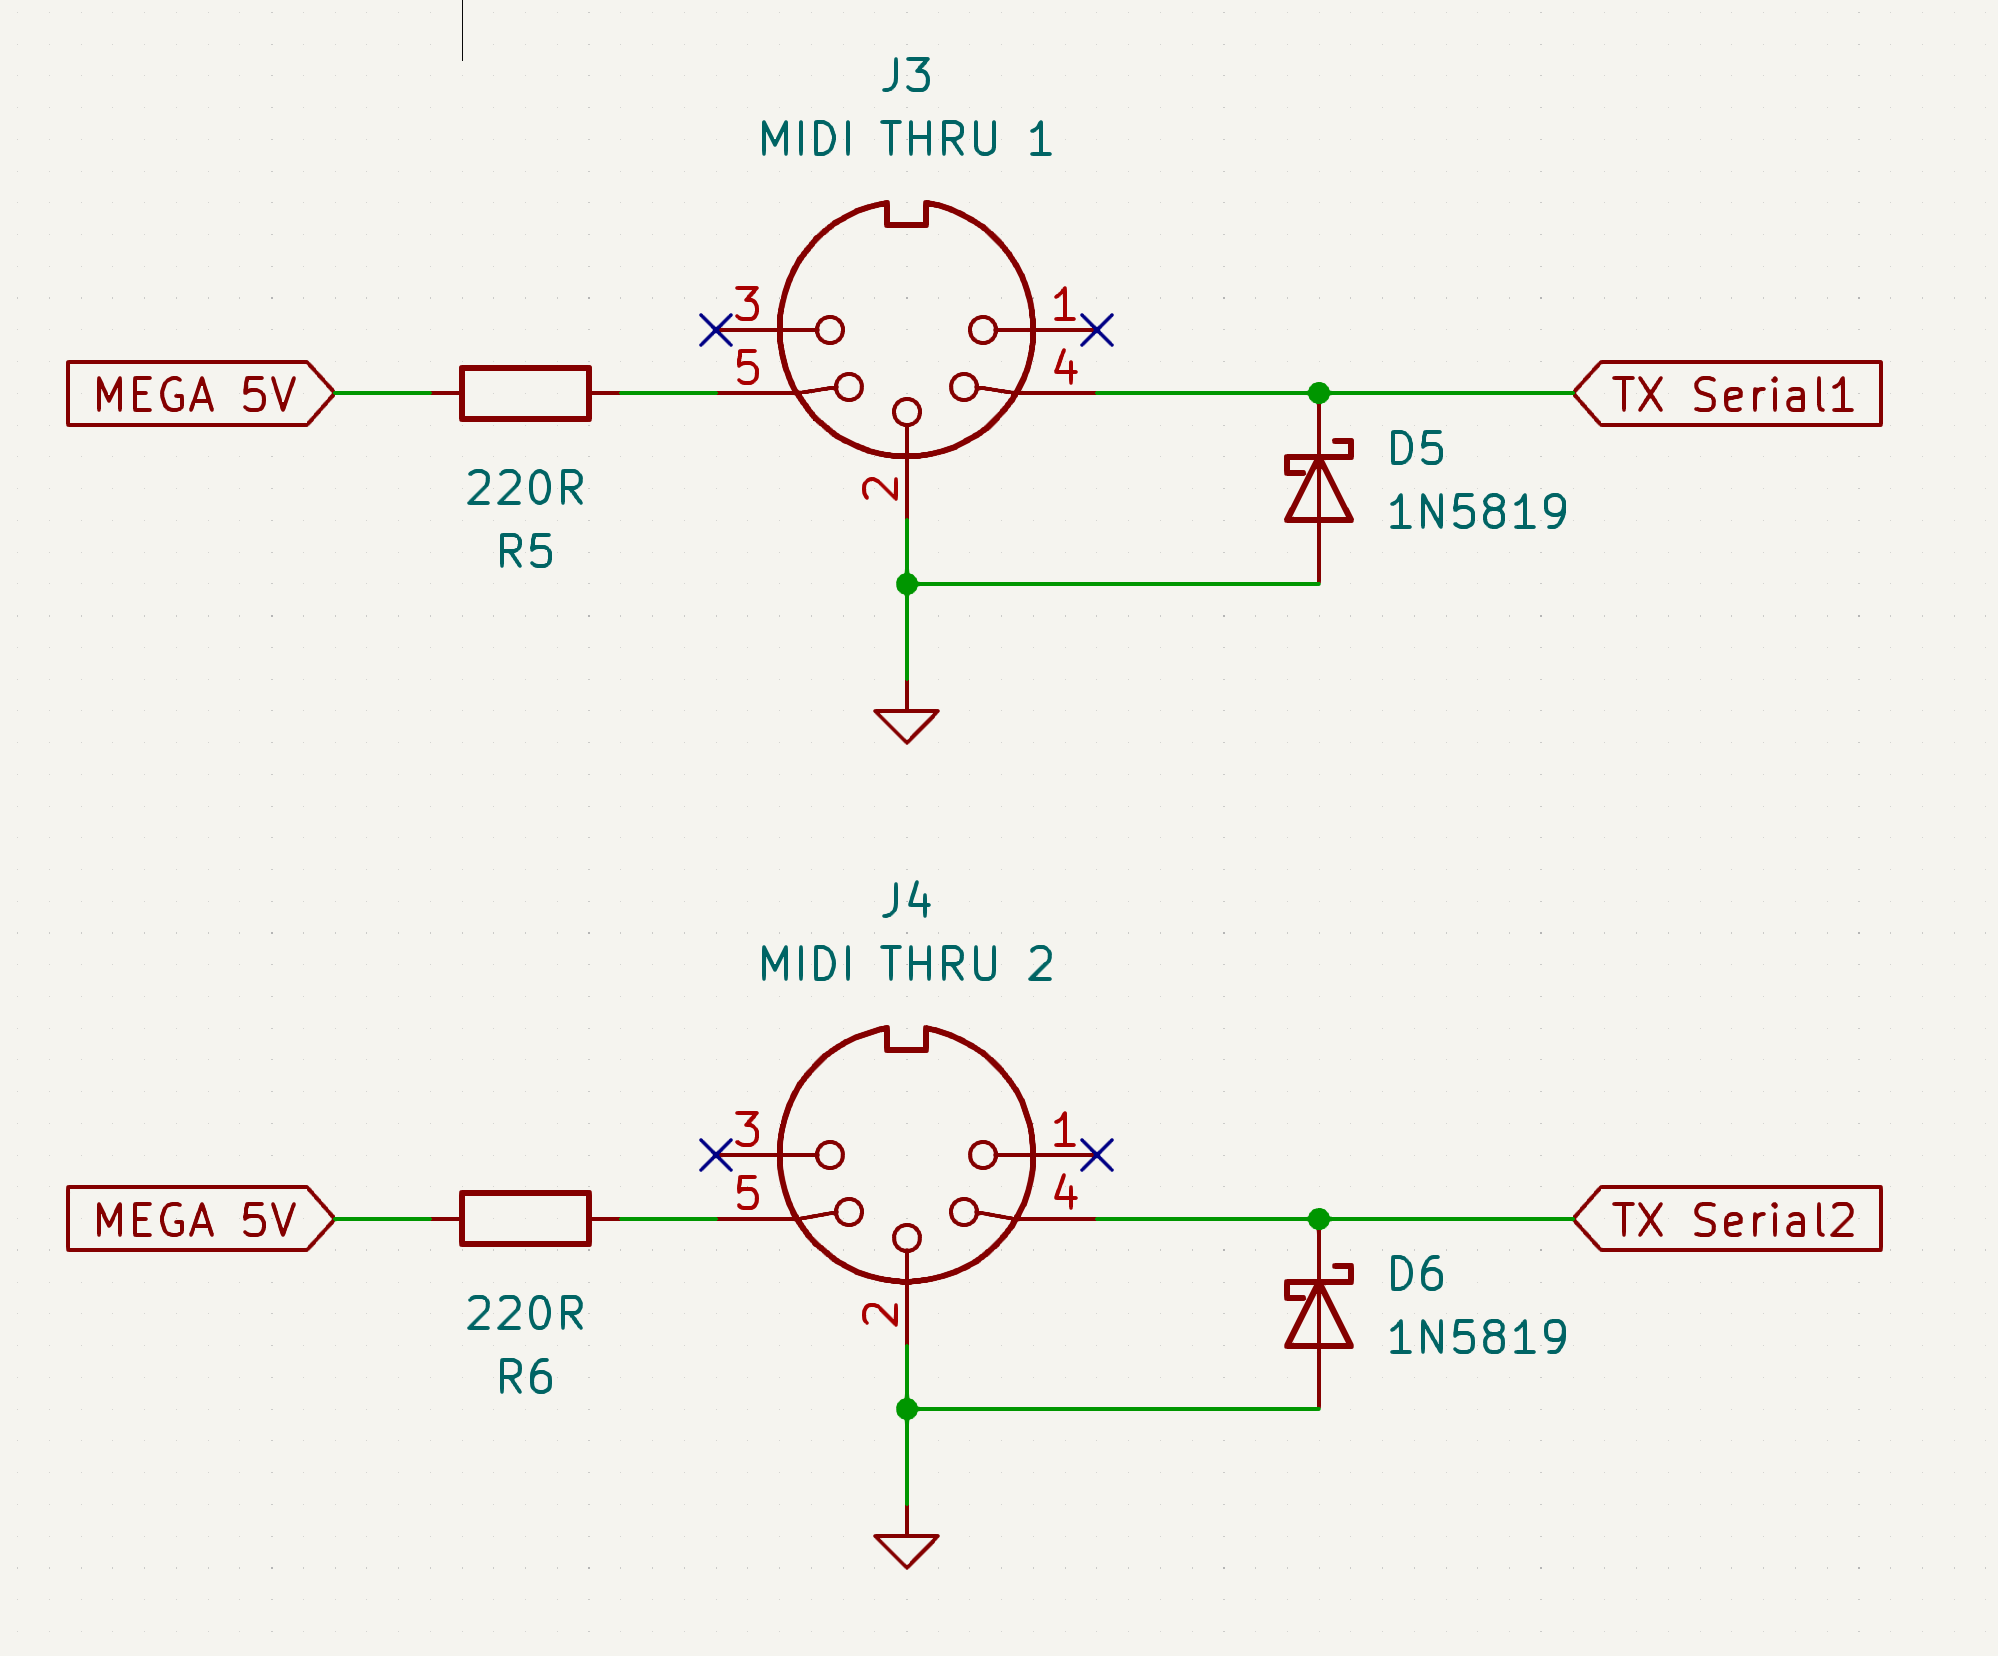 J3
MIDI THRU 1
3
1
5
4
MEGA 5V
TX Serial1
D5
220R
2
1N5819
R5
J4
MIDI THRU 2
3
1
5
4
MEGA 5V
TX Serial2
D6
220R
2
1N5819
R6